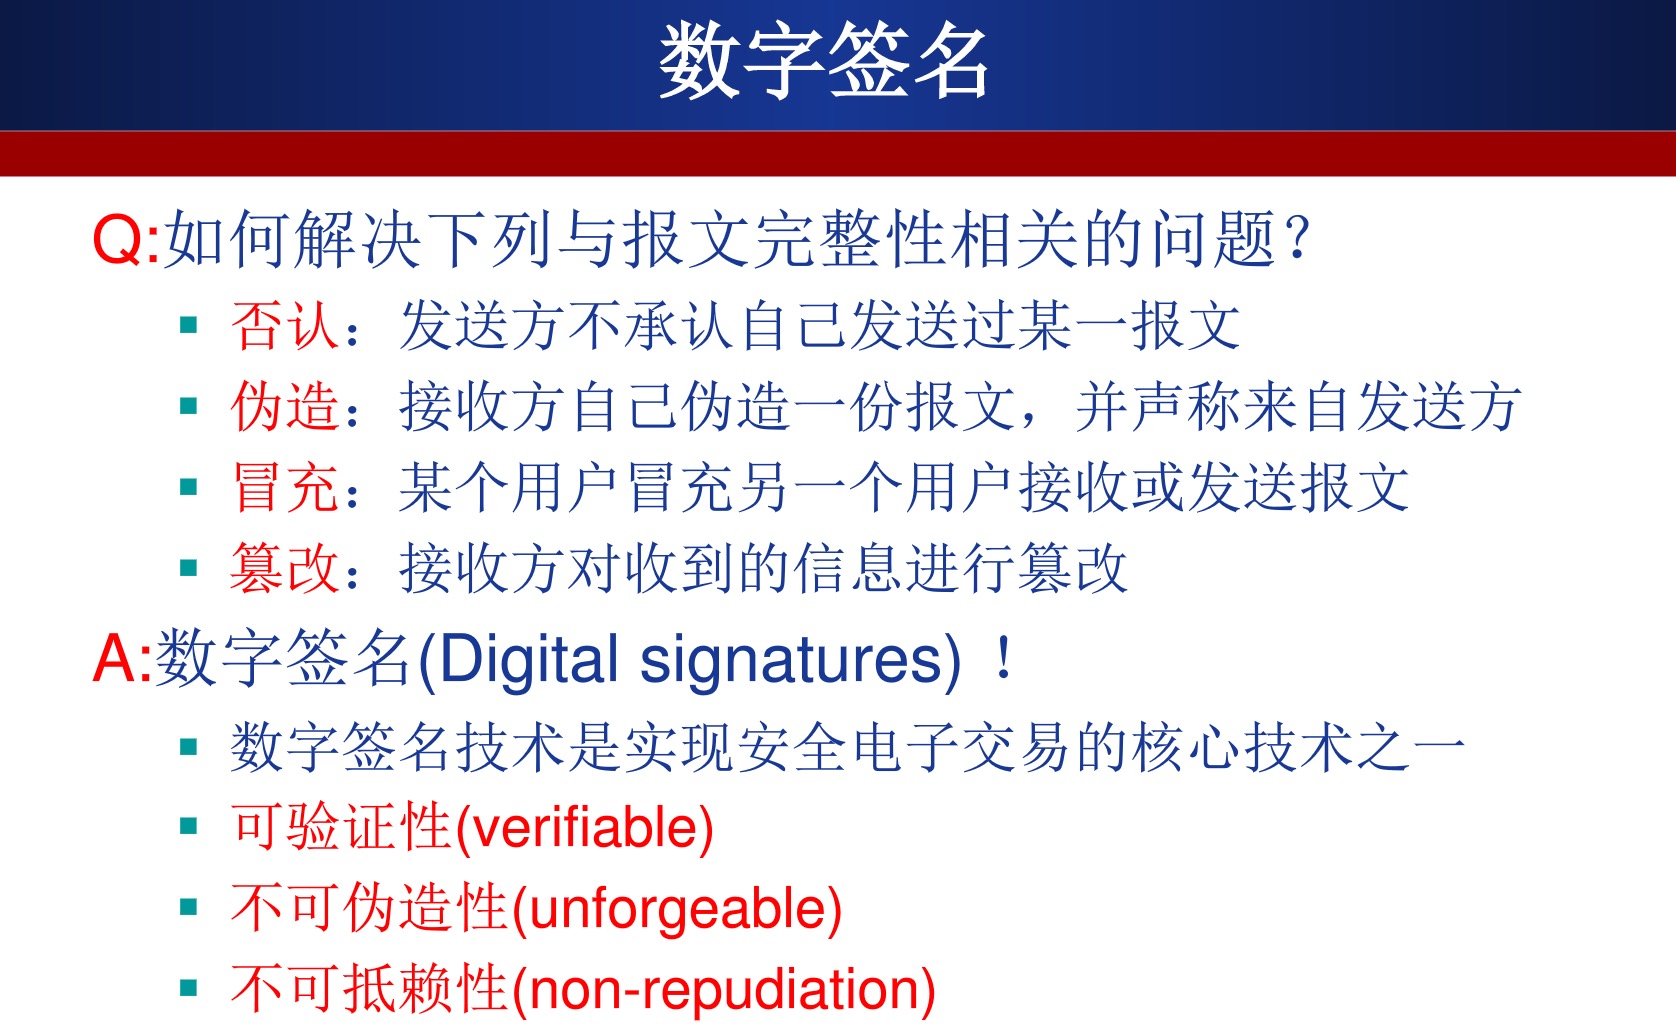 数字签名
Q:如何解决下列与报文完整性相关的问题?
否认：发送方不承认自己发送过某一报文
伪造：接收方自己伪造一份报文，并声称来自发送方
冒充：某个用户冒充另一个用户接收或发送报文
篡改：接收方对收到的信息进行篡改
A:数字签名(Digital signatures)！
数字签名技术是实现安全电子交易的核心技术之一
可验证性(verifiable)
不可伪造性(unforgeable)
不可抵赖性(non-repudiation)